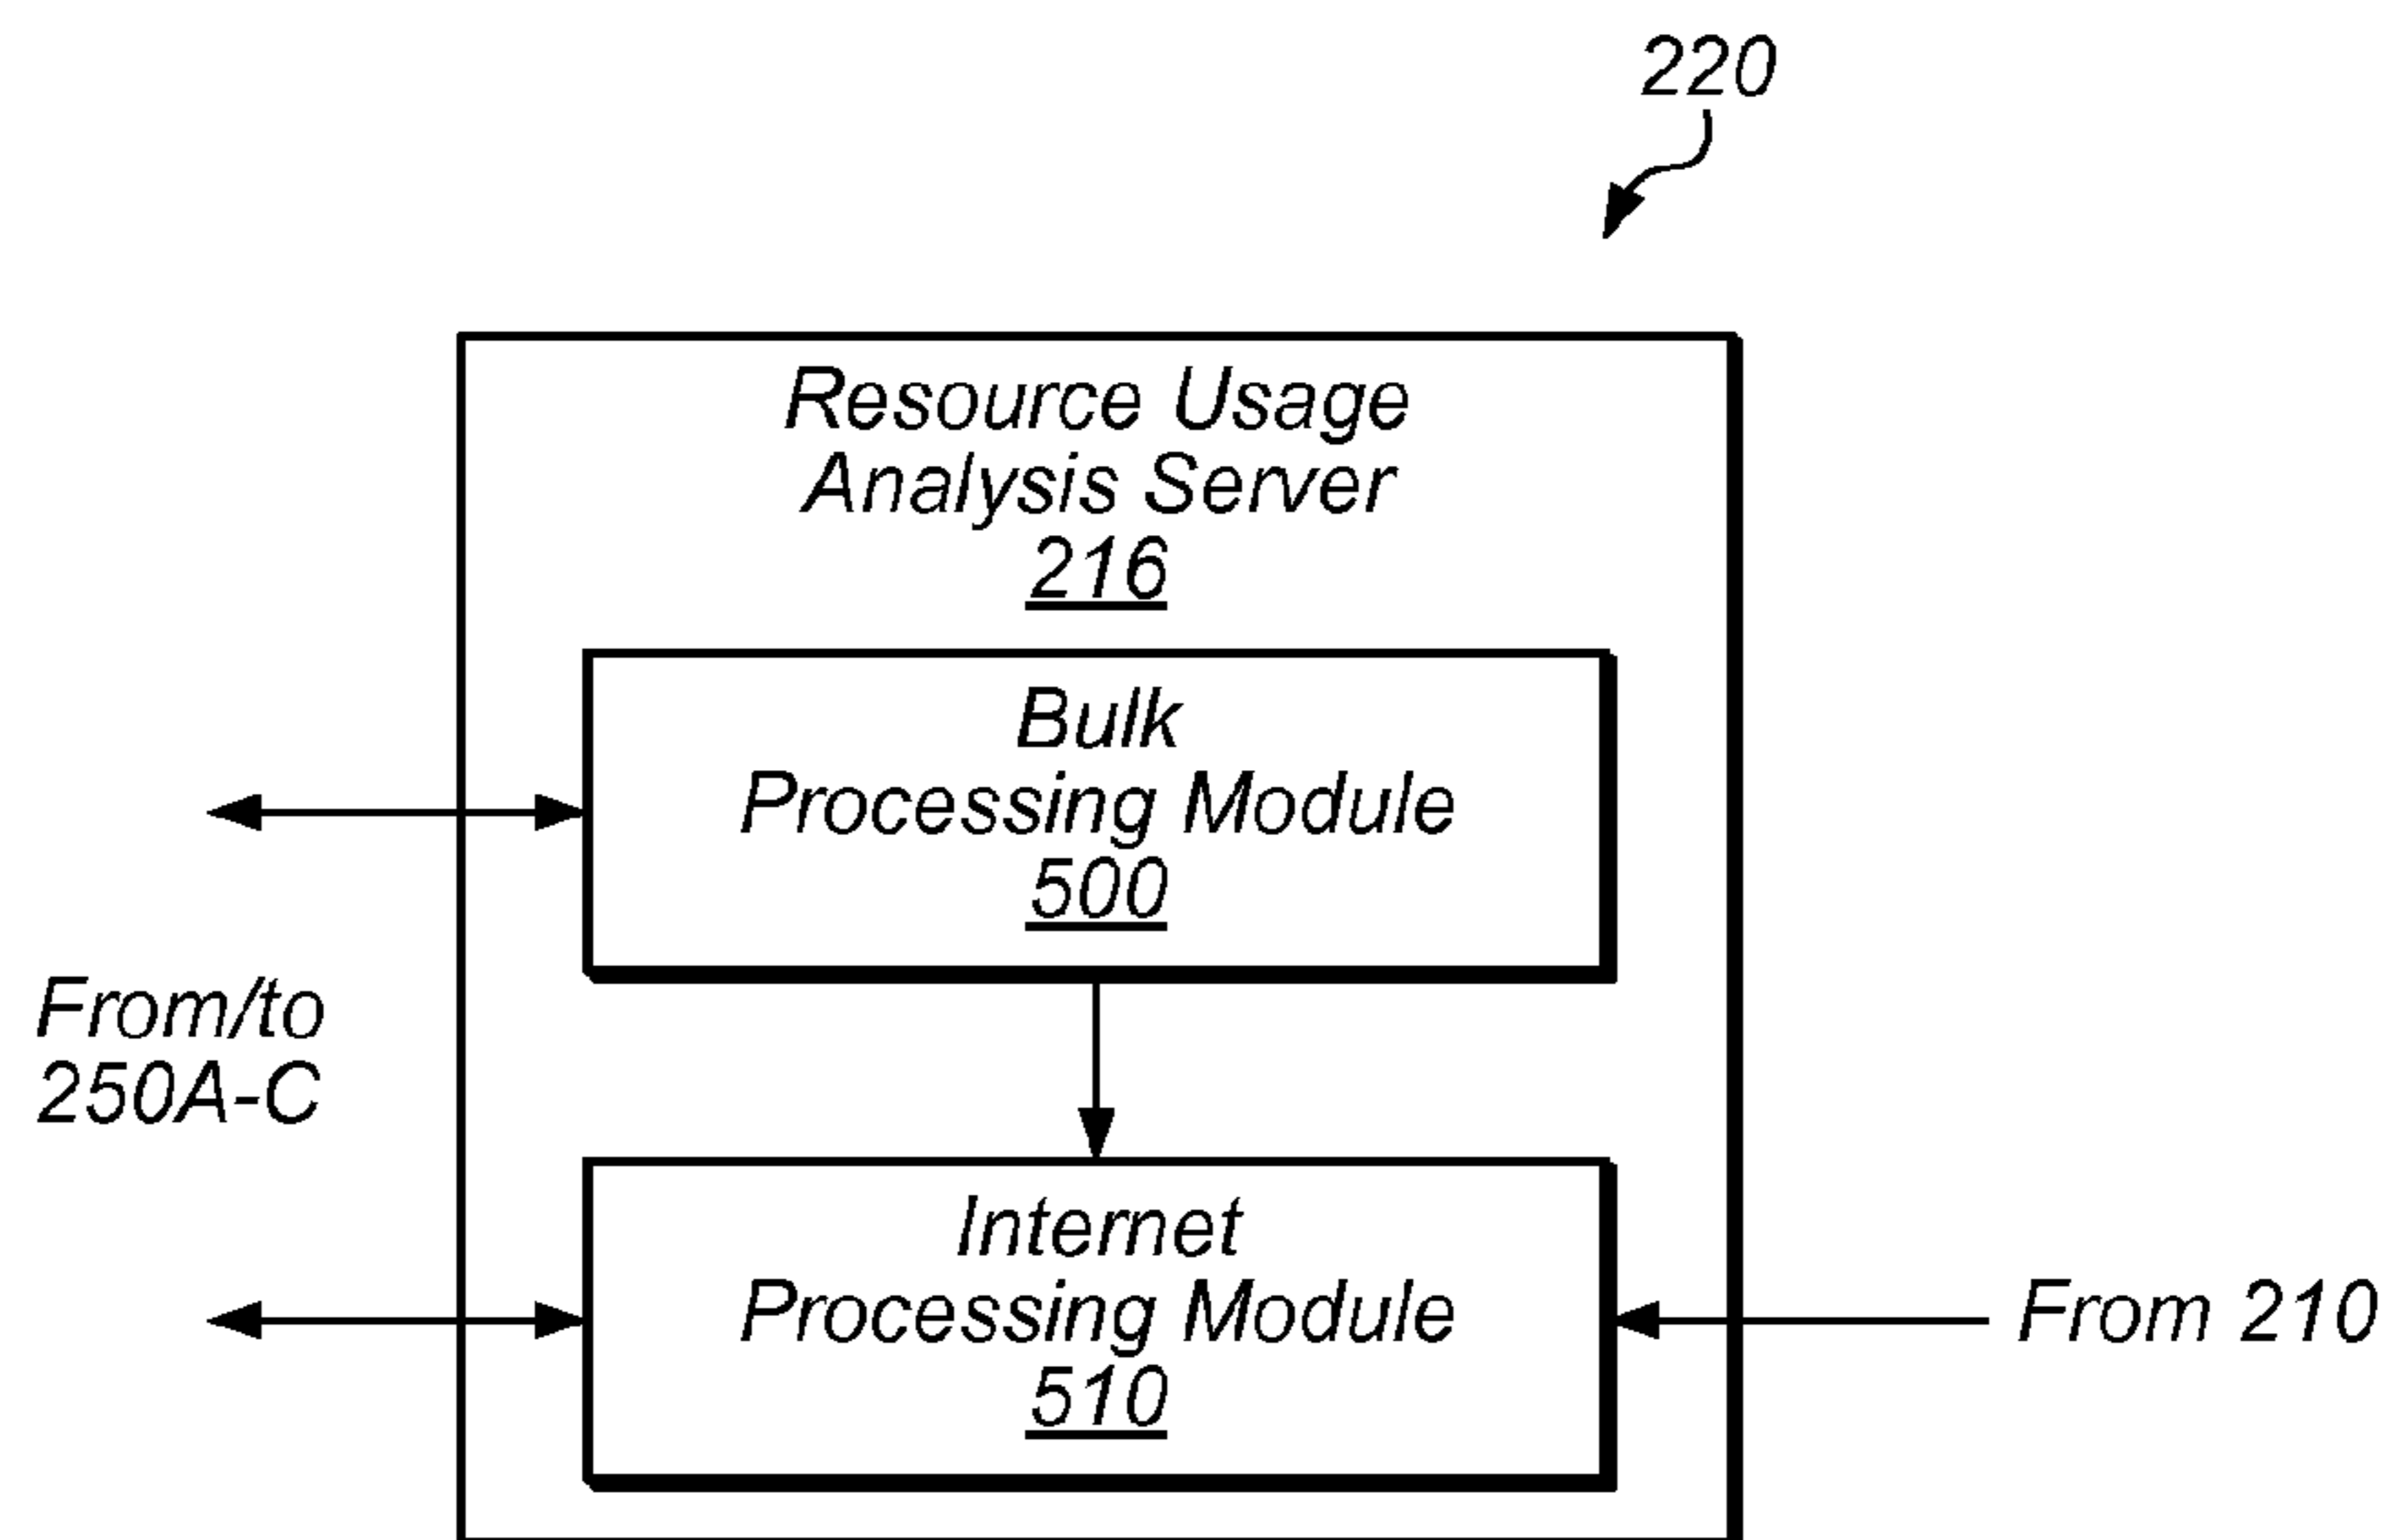 220
Resource Usage
Analysis Server
216
Bulk
Processing Module
500
From/to
250A-C
Internet
Processing Module
510
From 210